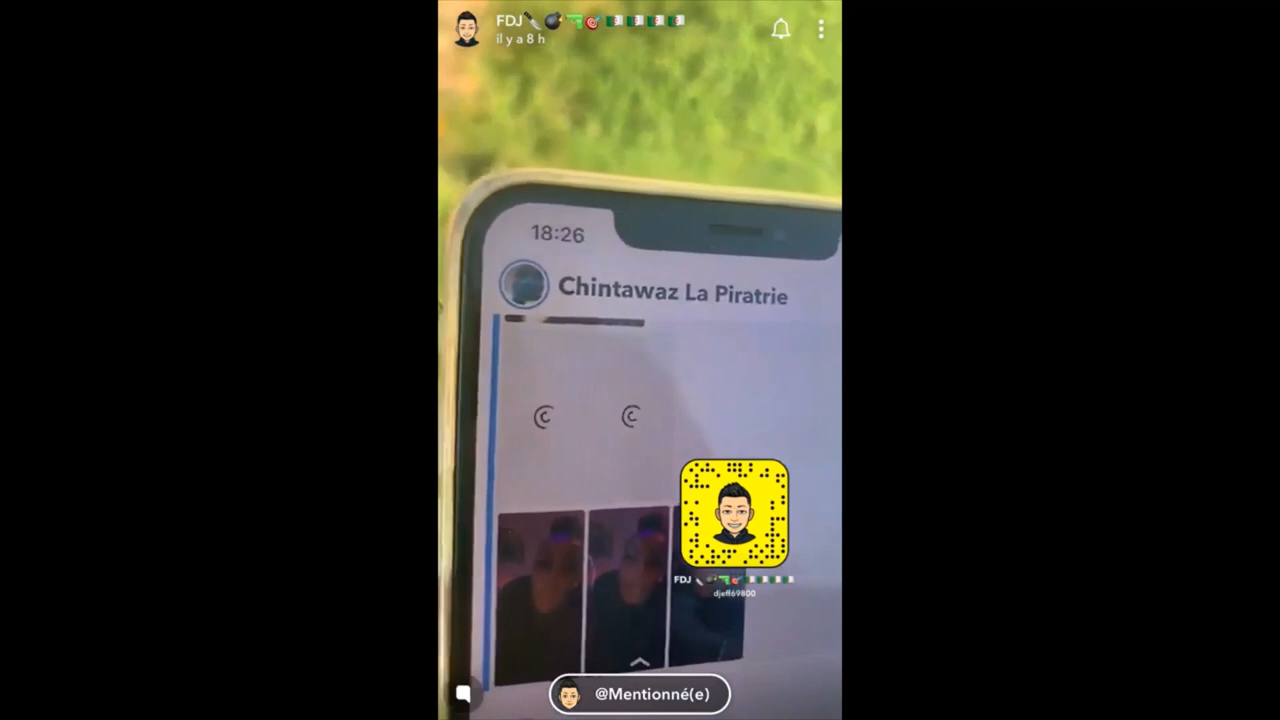 FDJ🔪💣🔫🎯🇩🇿🇩🇿🇩🇿🇩🇿
il y a 8 h
18:26
Chintawaz La Piratrie
FDJ 🔪💣🔫🎯🇩🇿🇩🇿🇩🇿🇩🇿
djeff69800
@Mentionné(e)